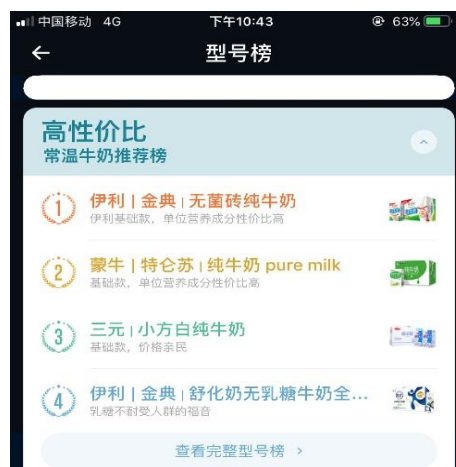 中国移动 4G 下午10:43 63%
型号榜
高性价比
常温牛奶推荐榜
1 伊利 | 金典 | 无菌砖纯牛奶
伊利基础款，单位营养成分性价比高
2 蒙牛 | 特仑苏 | 纯牛奶 pure milk
基础款，单位营养成分性价比高
3 三元 | 小方白纯牛奶
基础款，价格亲民
4 伊利 | 金典 | 舒化奶无乳糖牛奶全...
乳糖不耐受人群的福音
查看完整型号榜 >